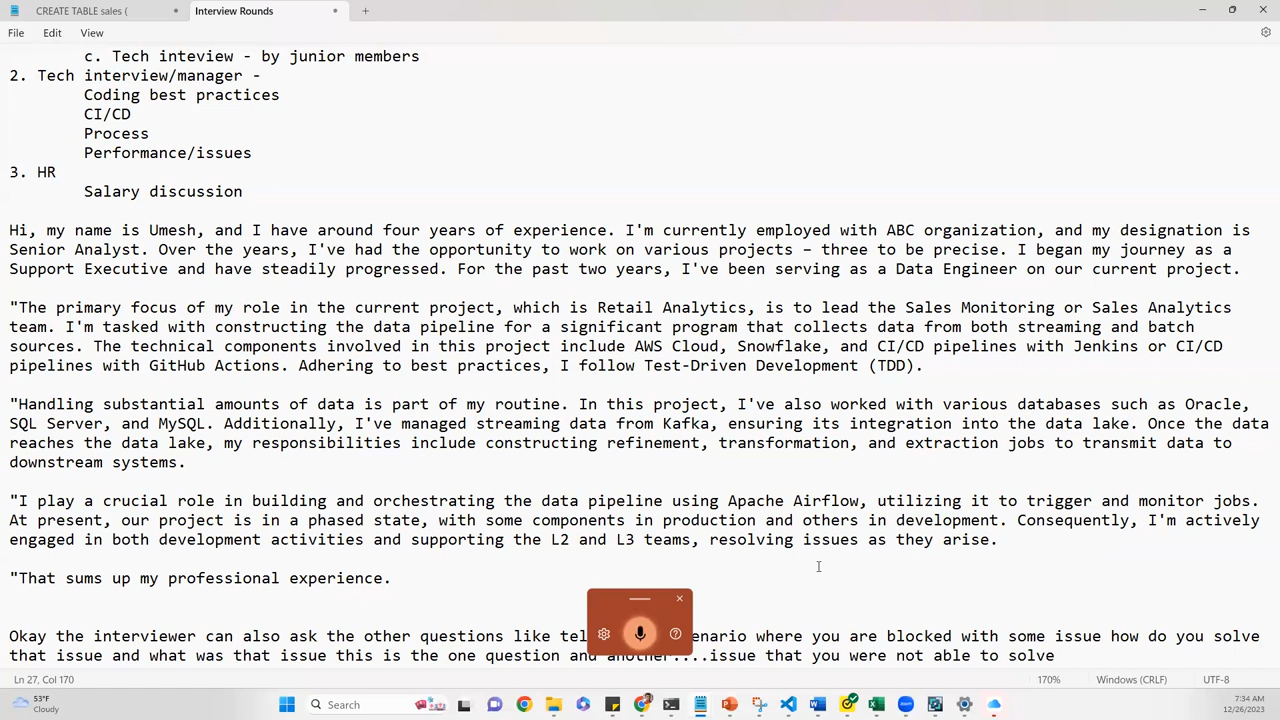 CREATE TABLE sales (
Interview Rounds
File Edit View
c. Tech inteview - by junior members
2. Tech interview/manager -
Coding best practices
CI/CD
Process
Performance/issues
3. HR
Salary discussion
Hi, my name is Umesh, and I have around four years of experience. I'm currently employed with ABC organization, and my designation is
Senior Analyst. Over the years, I've had the opportunity to work on various projects – three to be precise. I began my journey as a
Support Executive and have steadily progressed. For the past two years, I've been serving as a Data Engineer on our current project.
"The primary focus of my role in the current project, which is Retail Analytics, is to lead the Sales Monitoring or Sales Analytics
team. I'm tasked with constructing the data pipeline for a significant program that collects data from both streaming and batch
sources. The technical components involved in this project include AWS Cloud, Snowflake, and CI/CD pipelines with Jenkins or CI/CD
pipelines with GitHub Actions. Adhering to best practices, I follow Test-Driven Development (TDD).
"Handling substantial amounts of data is part of my routine. In this project, I've also worked with various databases such as Oracle,
SQL Server, and MySQL. Additionally, I've managed streaming data from Kafka, ensuring its integration into the data lake. Once the data
reaches the data lake, my responsibilities include constructing refinement, transformation, and extraction jobs to transmit data to
downstream systems.
"I play a crucial role in building and orchestrating the data pipeline using Apache Airflow, utilizing it to trigger and monitor jobs.
At present, our project is in a phased state, with some components in production and others in development. Consequently, I'm actively
engaged in both development activities and supporting the L2 and L3 teams, resolving issues as they arise.
"That sums up my professional experience.
Okay the interviewer can also ask the other questions like tel enario where you are blocked with some issue how do you solve
that issue and what was that issue this is the one question and another....issue that you were not able to solve
Ln 27, Col 170 170% Windows (CRLF) UTF-8
53°F
Cloudy
Search
7:34 AM
12/26/2023